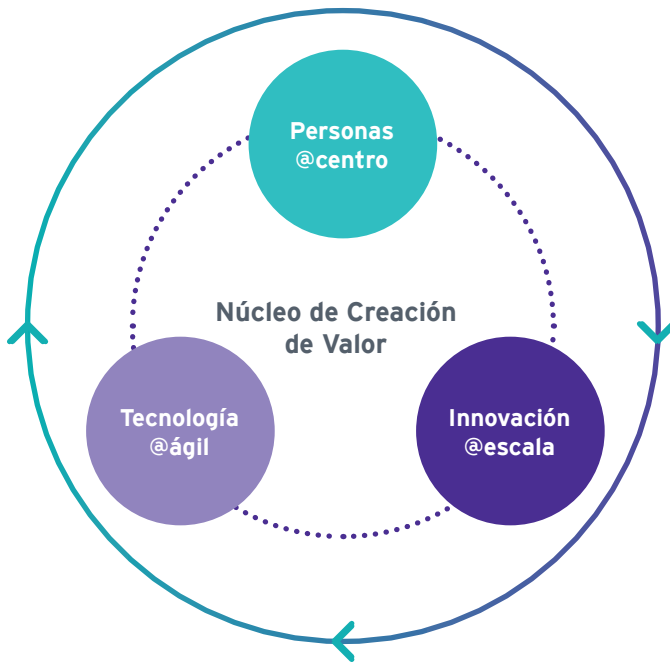 Personas
@centro
Núcleo de Creación
de Valor
Tecnología
@ágil
Innovación
@escala